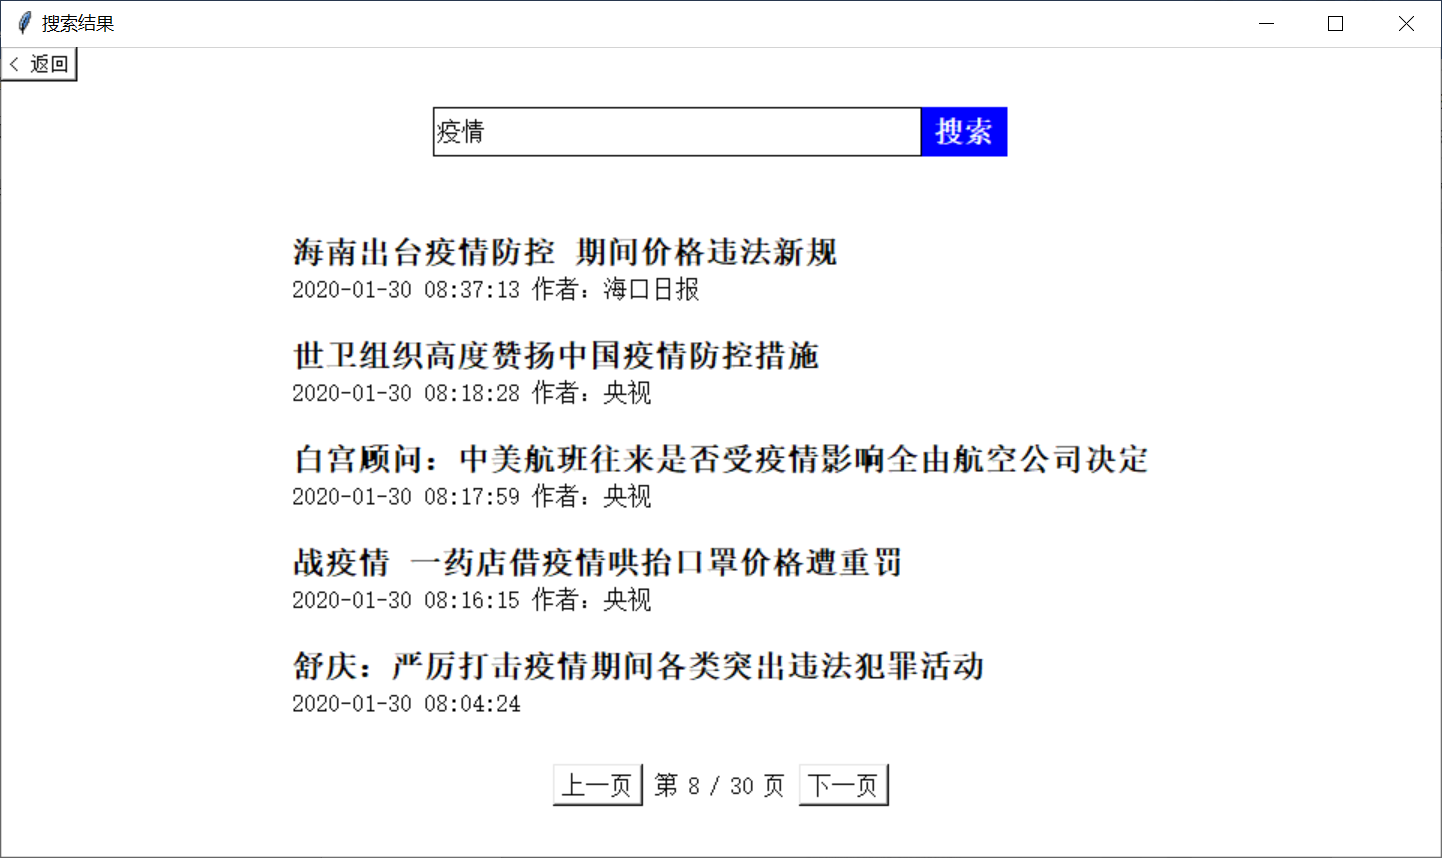 搜索结果
< 返回
疫情 搜索
海南出台疫情防控 期间价格违法新规
2020-01-30 08:37:13 作者：海口日报
世卫组织高度赞扬中国疫情防控措施
2020-01-30 08:18:28 作者：央视
白宫顾问：中美航班往来是否受疫情影响全由航空公司决定
2020-01-30 08:17:59 作者：央视
战疫情 一药店借疫情哄抬口罩价格遭重罚
2020-01-30 08:16:15 作者：央视
舒庆：严厉打击疫情期间各类突出违法犯罪活动
2020-01-30 08:04:24
上一页 第 8 / 30 页 下一页